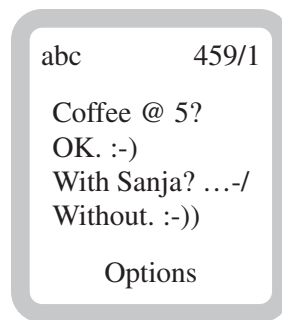 abc 459/1
Coffee @ 5?
OK. :-)
With Sanja? …-/
Without. :-))
Options